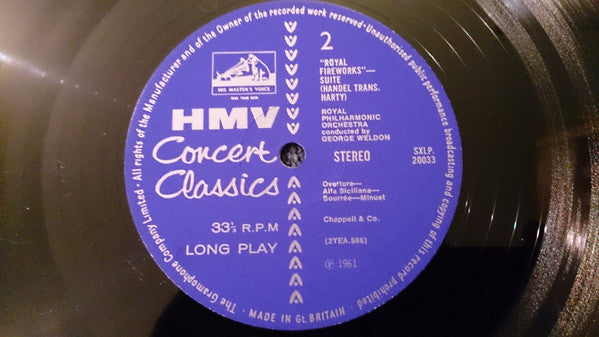 The Gramophone Company Limited • All rights of the Manufacturer and of the Owner of the recorded work reserved • Unauthorised public performance broadcasting and copying of this record prohibited
HIS MASTER'S VOICE
HMV
Concert
Classics
33⅓ R.P.M
LONG PLAY
2
"ROYAL
FIREWORKS"—
SUITE
(HANDEL TRANS.
HARTY)
ROYAL
PHILHARMONIC
ORCHESTRA
conducted by
GEORGE WELDON
STEREO
SXLP.
20033
Overture—
Alla Siciliana—
Bourrée—Minuet
Chappell & Co.
(2YEA.566)
℗ 1961
MADE IN Gt. BRITAIN